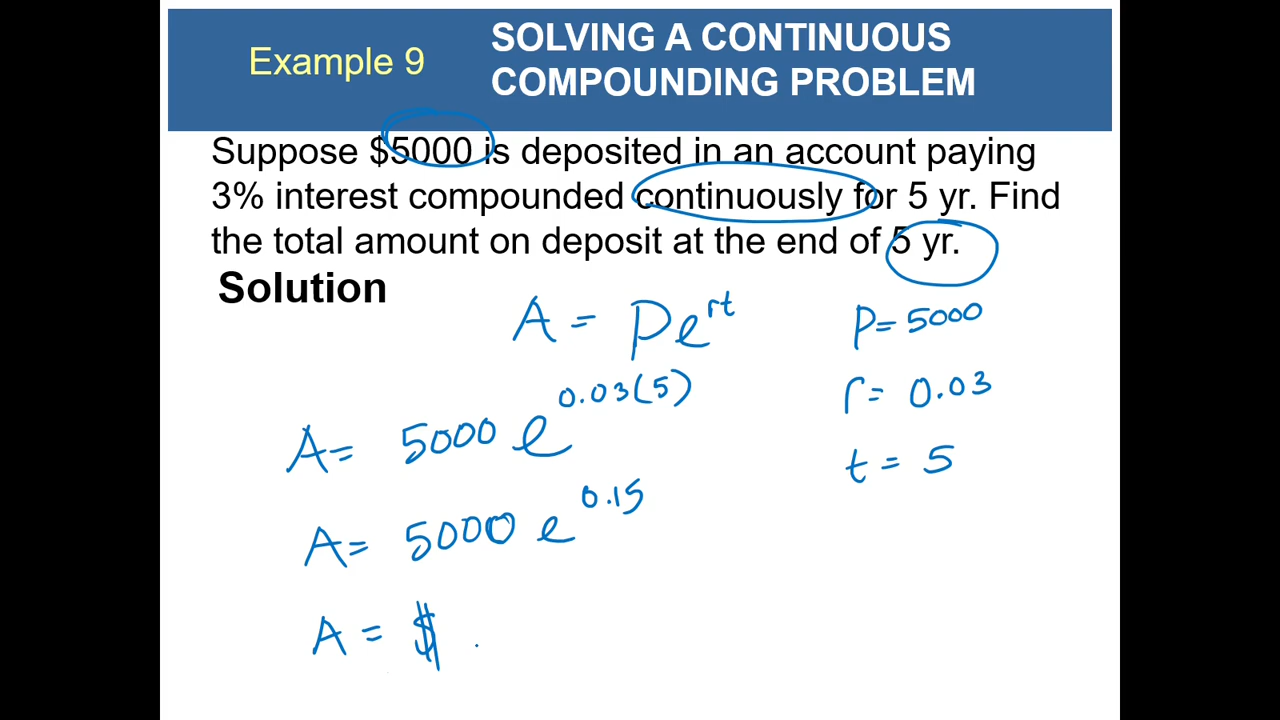 Example 9
SOLVING A CONTINUOUS
COMPOUNDING PROBLEM
Suppose $5000 is deposited in an account paying
3% interest compounded continuously for 5 yr. Find
the total amount on deposit at the end of 5 yr.
Solution
A = Pe^rt
P = 5000
r = 0.03
t = 5
A = 5000 e^0.03(5)
A = 5000 e^0.15
A = $